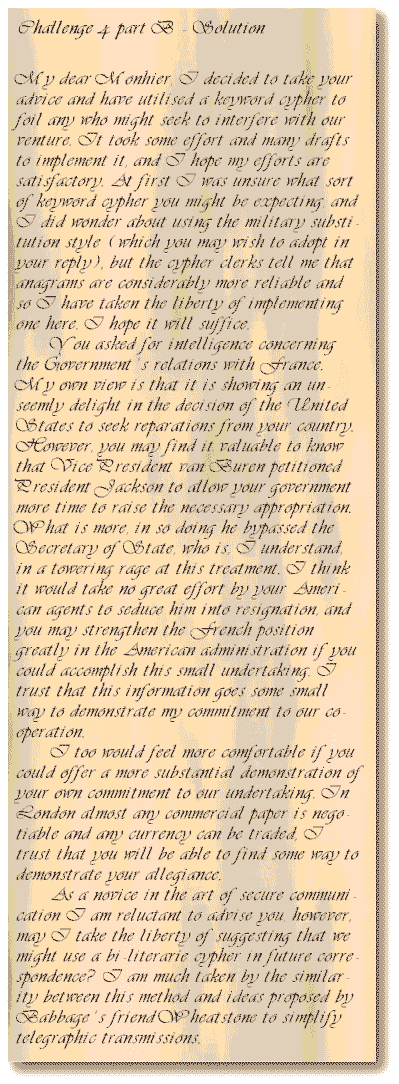 Challenge 4 part B - Solution
My dear Monhier, I decided to take your
advice and have utilised a keyword cypher to
foil any who might seek to interfere with our
venture. It took some effort and many drafts
to implement it, and I hope my efforts are
satisfactory. At first I was unsure what sort
of keyword cypher you might be expecting, and
I did wonder about using the military substi-
tution style (which you may wish to adopt in
your reply), but the cypher clerks tell me that
anagrams are considerably more reliable and
so I have taken the liberty of implementing
one here. I hope it will suffice.
You asked for intelligence concerning
the Government's relations with France.
My own view is that it is showing an un-
seemly delight in the decision of the United
States to seek reparations from your country.
However, you may find it valuable to know
that Vice President van Buren petitioned
President Jackson to allow your government
more time to raise the necessary appropriation.
What is more, in so doing he bypassed the
Secretary of State, who is, I understand,
in a towering rage at this treatment. I think
it would take no great effort by your Ameri-
can agents to seduce him into resignation, and
you may strengthen the French position
greatly in the American administration if you
could accomplish this small undertaking. I
trust that this information goes some small
way to demonstrate my commitment to our co-
operation.
I too would feel more comfortable if you
could offer a more substantial demonstration of
your own commitment to our undertaking. In
London almost any commercial paper is nego-
tiable and any currency can be traded, I
trust that you will be able to find some way to
demonstrate your allegiance.
As a novice in the art of secure communi-
cation I am reluctant to advise you, however,
may I take the liberty of suggesting that we
might use a bi-literarie cypher in future corre-
spondence? I am much taken by the similar-
ity between this method and ideas proposed by
Babbage's friend Wheatstone to simplify
telegraphic transmissions.